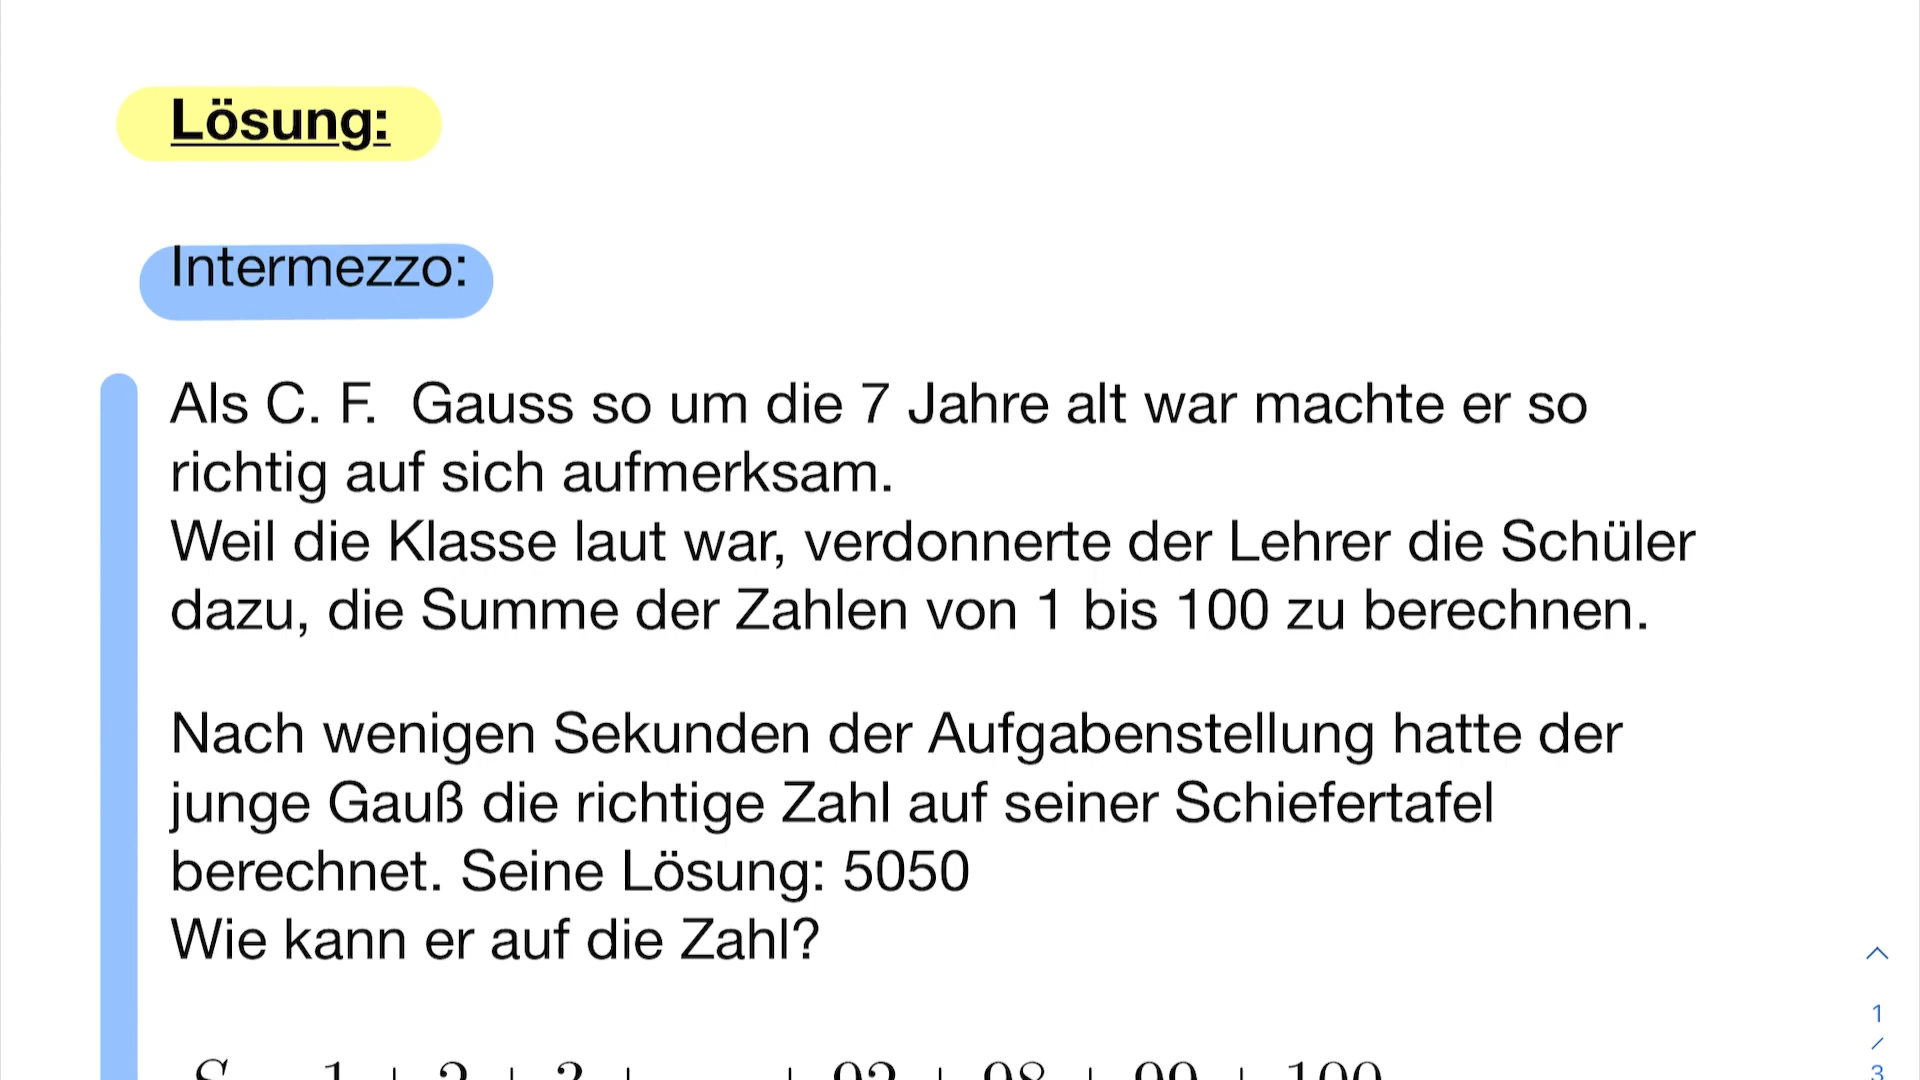 Lösung:
Intermezzo:
Als C. F. Gauss so um die 7 Jahre alt war machte er so
richtig auf sich aufmerksam.
Weil die Klasse laut war, verdonnerte der Lehrer die Schüler
dazu, die Summe der Zahlen von 1 bis 100 zu berechnen.
Nach wenigen Sekunden der Aufgabenstellung hatte der
junge Gauß die richtige Zahl auf seiner Schiefertafel
berechnet. Seine Lösung: 5050
Wie kann er auf die Zahl?
1
/
3